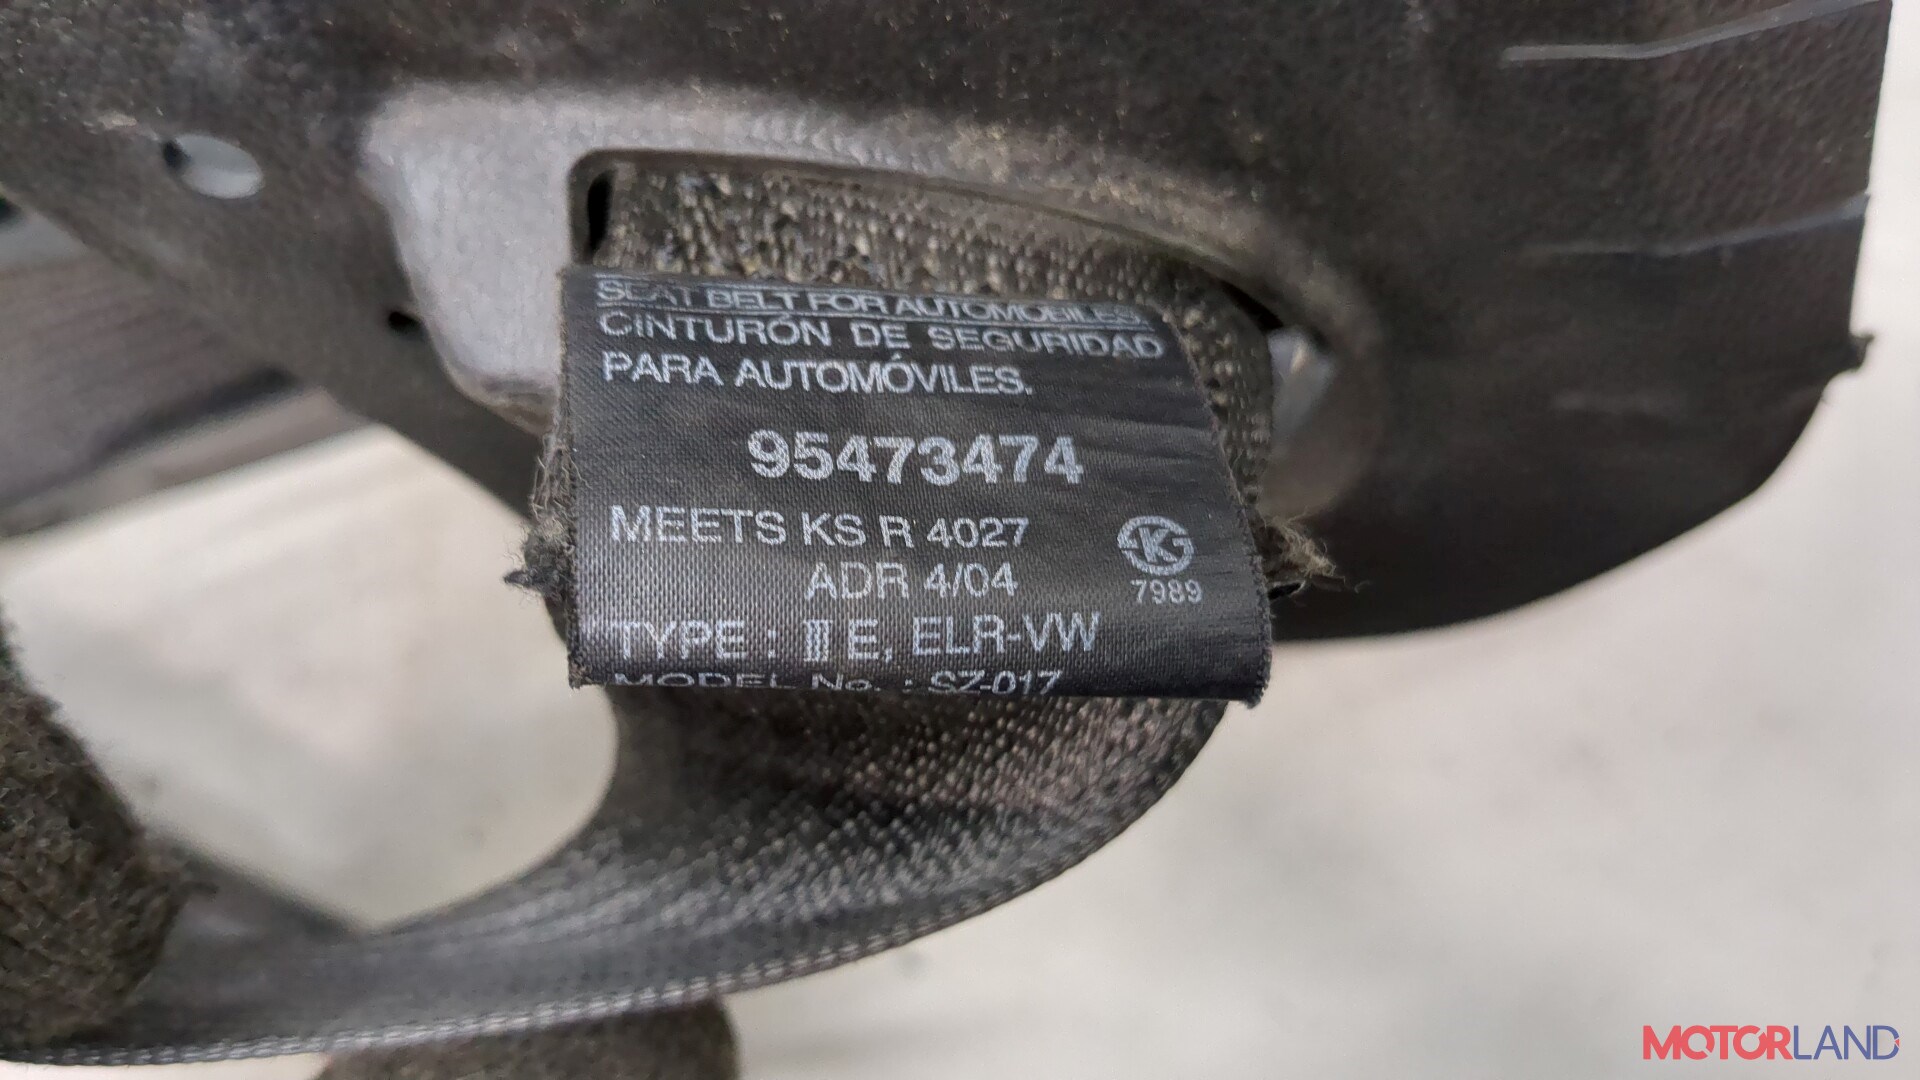 SEAT BELT FOR AUTOMOBILES.
CINTURÓN DE SEGURIDAD
PARA AUTOMÓVILES.
95473474
MEETS KS R 4027
ADR 4/04
K
7989
TYPE : III E, ELR-VW
MODEL No. : SZ-017
MOTORLAND